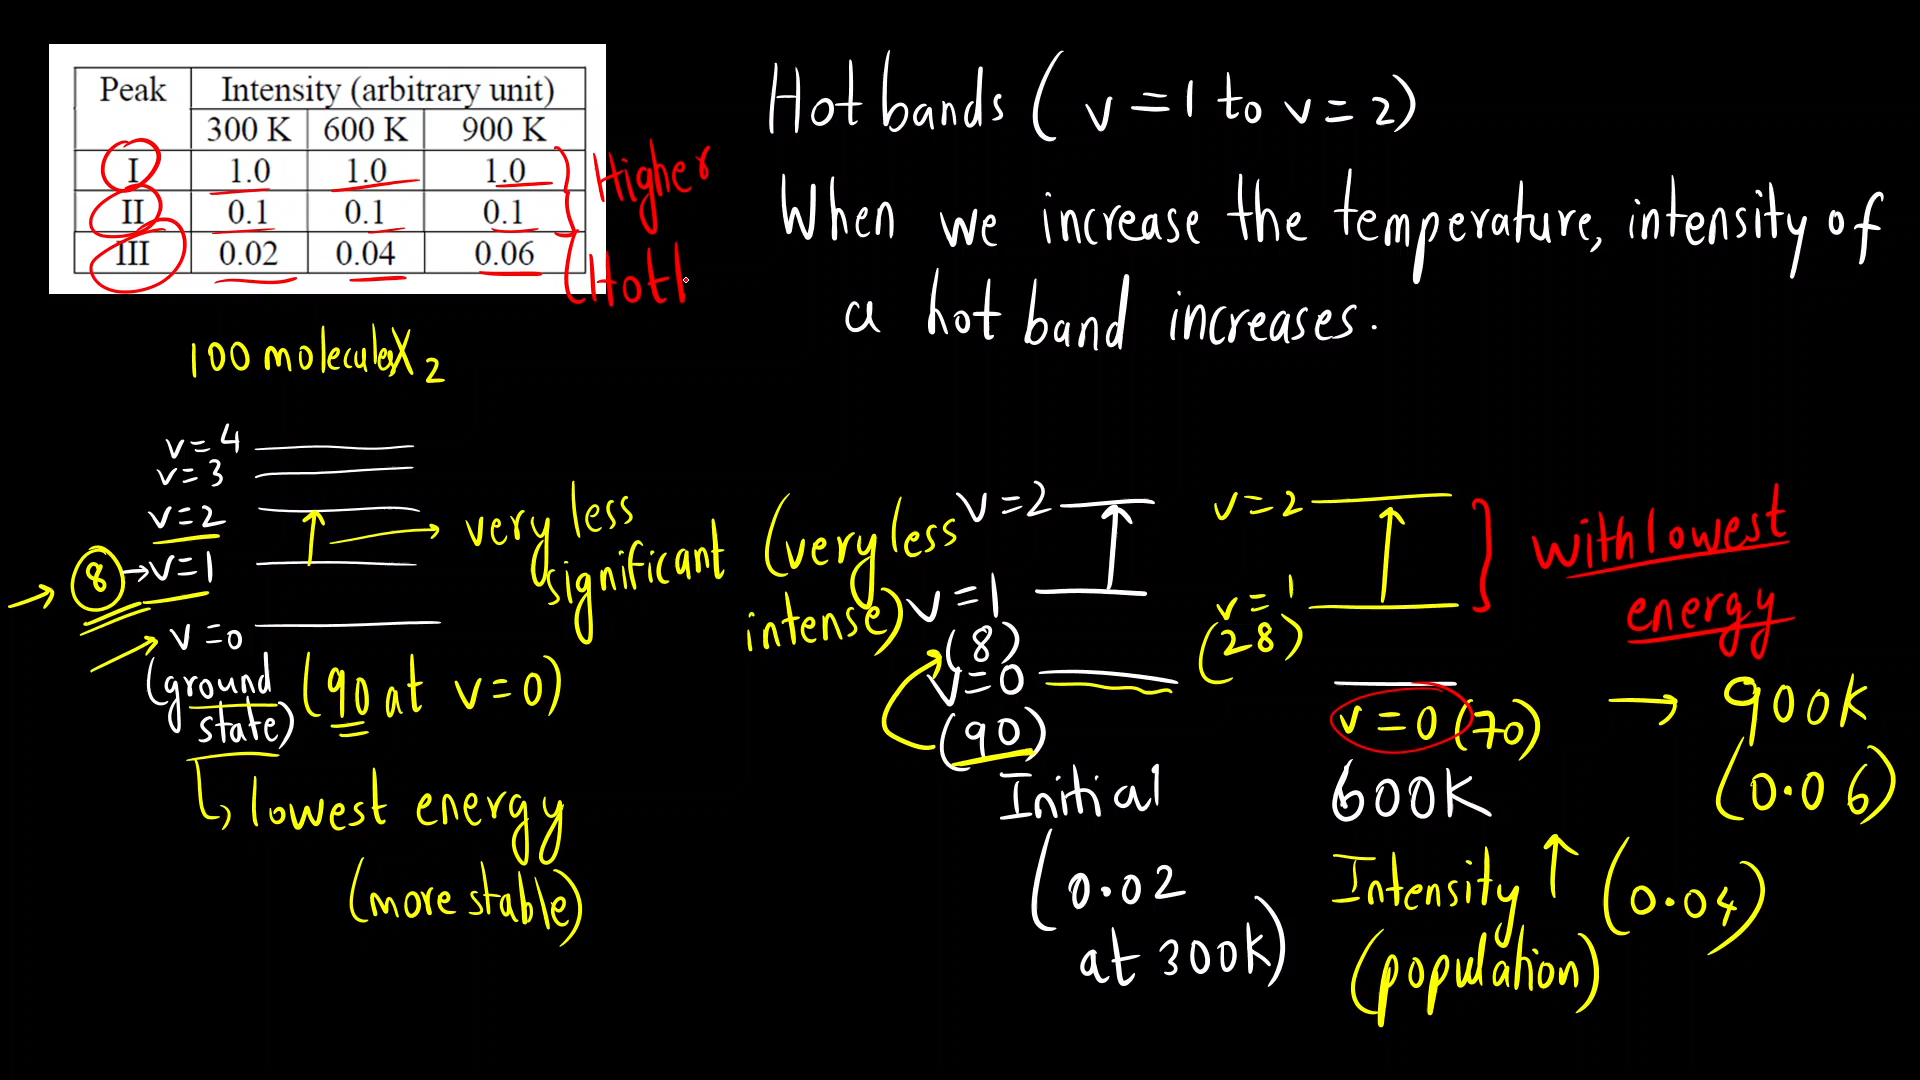 Peak Intensity (arbitrary unit)
300 K 600 K 900 K
I 1.0 1.0 1.0
II 0.1 0.1 0.1
III 0.02 0.04 0.06
Higher
Hot
Hot bands ( v = 1 to v = 2)
When we increase the temperature, intensity of
a hot band increases.
100 molecules X2
v = 4
v = 3
v = 2
8 → v = 1
v = 0
(ground
state)
(90 at v = 0)
↳ lowest energy
(more stable)
very less
significant
(very less
intense)
v = 2
v = 1
(8)
v = 0
(90)
Initial
(0.02
at 300K)
v = 2
v = 1
(28)
v = 0 (70)
600K
Intensity ↑ (0.04)
(population)
with lowest
energy
→ 900K
(0.06)